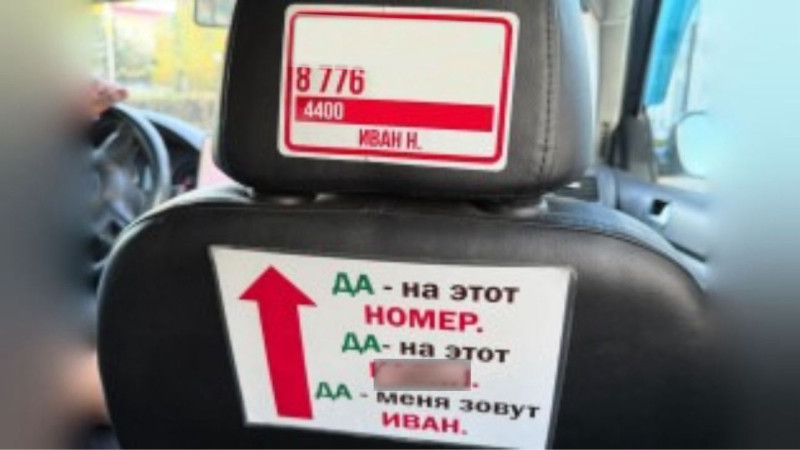 8 776
4400
ИВАН Н.
ДА - на этот
НОМЕР.
ДА- на этот
ДА - меня зовут
ИВАН.